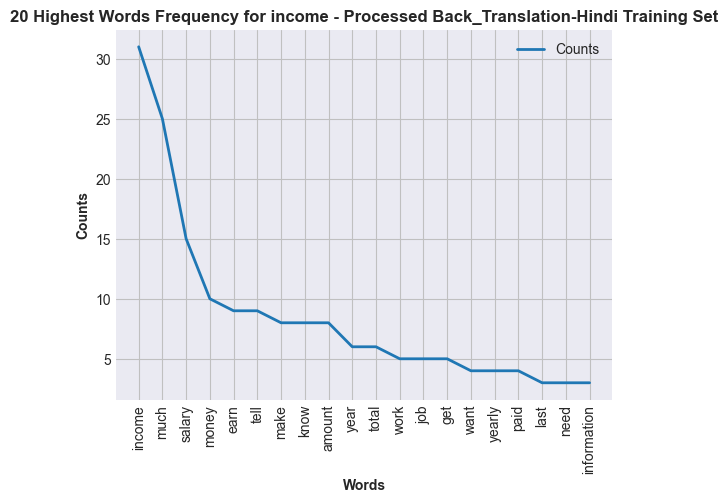 20 Highest Words Frequency for income - Processed Back_Translation-Hindi Training Set
Counts
30
25
20
15
10
5
Counts
income
much
salary
money
earn
tell
make
know
amount
year
total
work
job
get
want
yearly
paid
last
need
information
Words